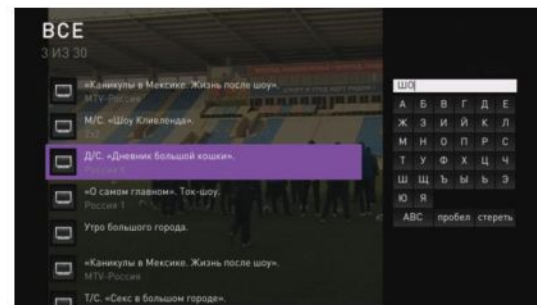 ВСЕ
3 ИЗ 30
«Каникулы в Мексике. Жизнь после шоу».
MTV-Россия
М/С. «Шоу Кливленда».
2x2
Д/С. «Дневник большой кошки».
«О самом главном». Ток-шоу.
Россия 1
Утро большого города.
«Каникулы в Мексике. Жизнь после шоу».
MTV-Россия
Т/С. «Секс в большом городе».
ШО
А Б В Г Д Е
Ж З И Й К Л
М Н О П Р С
Т У Ф Х Ц Ч
Ш Щ Ъ Ы Ь Э
Ю Я
ABC пробел стереть